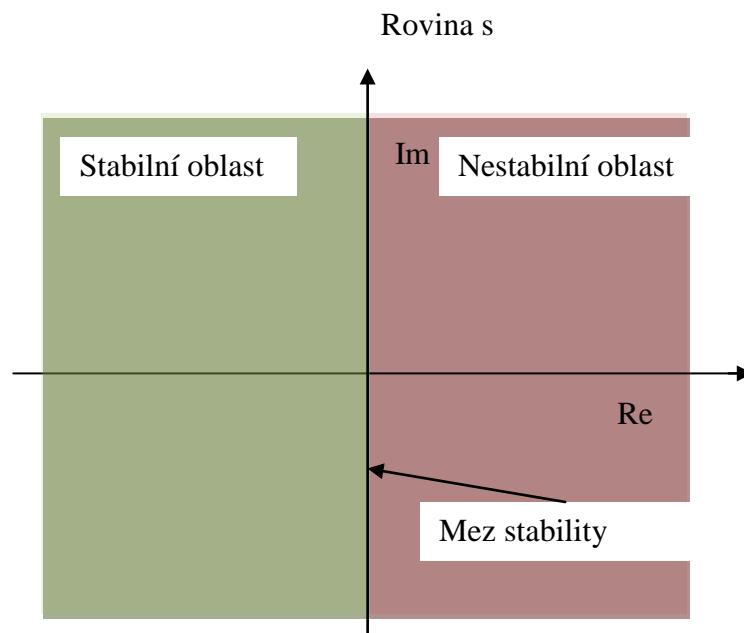 Rovina s
Stabilní oblast
Im
Nestabilní oblast
Re
Mez stability